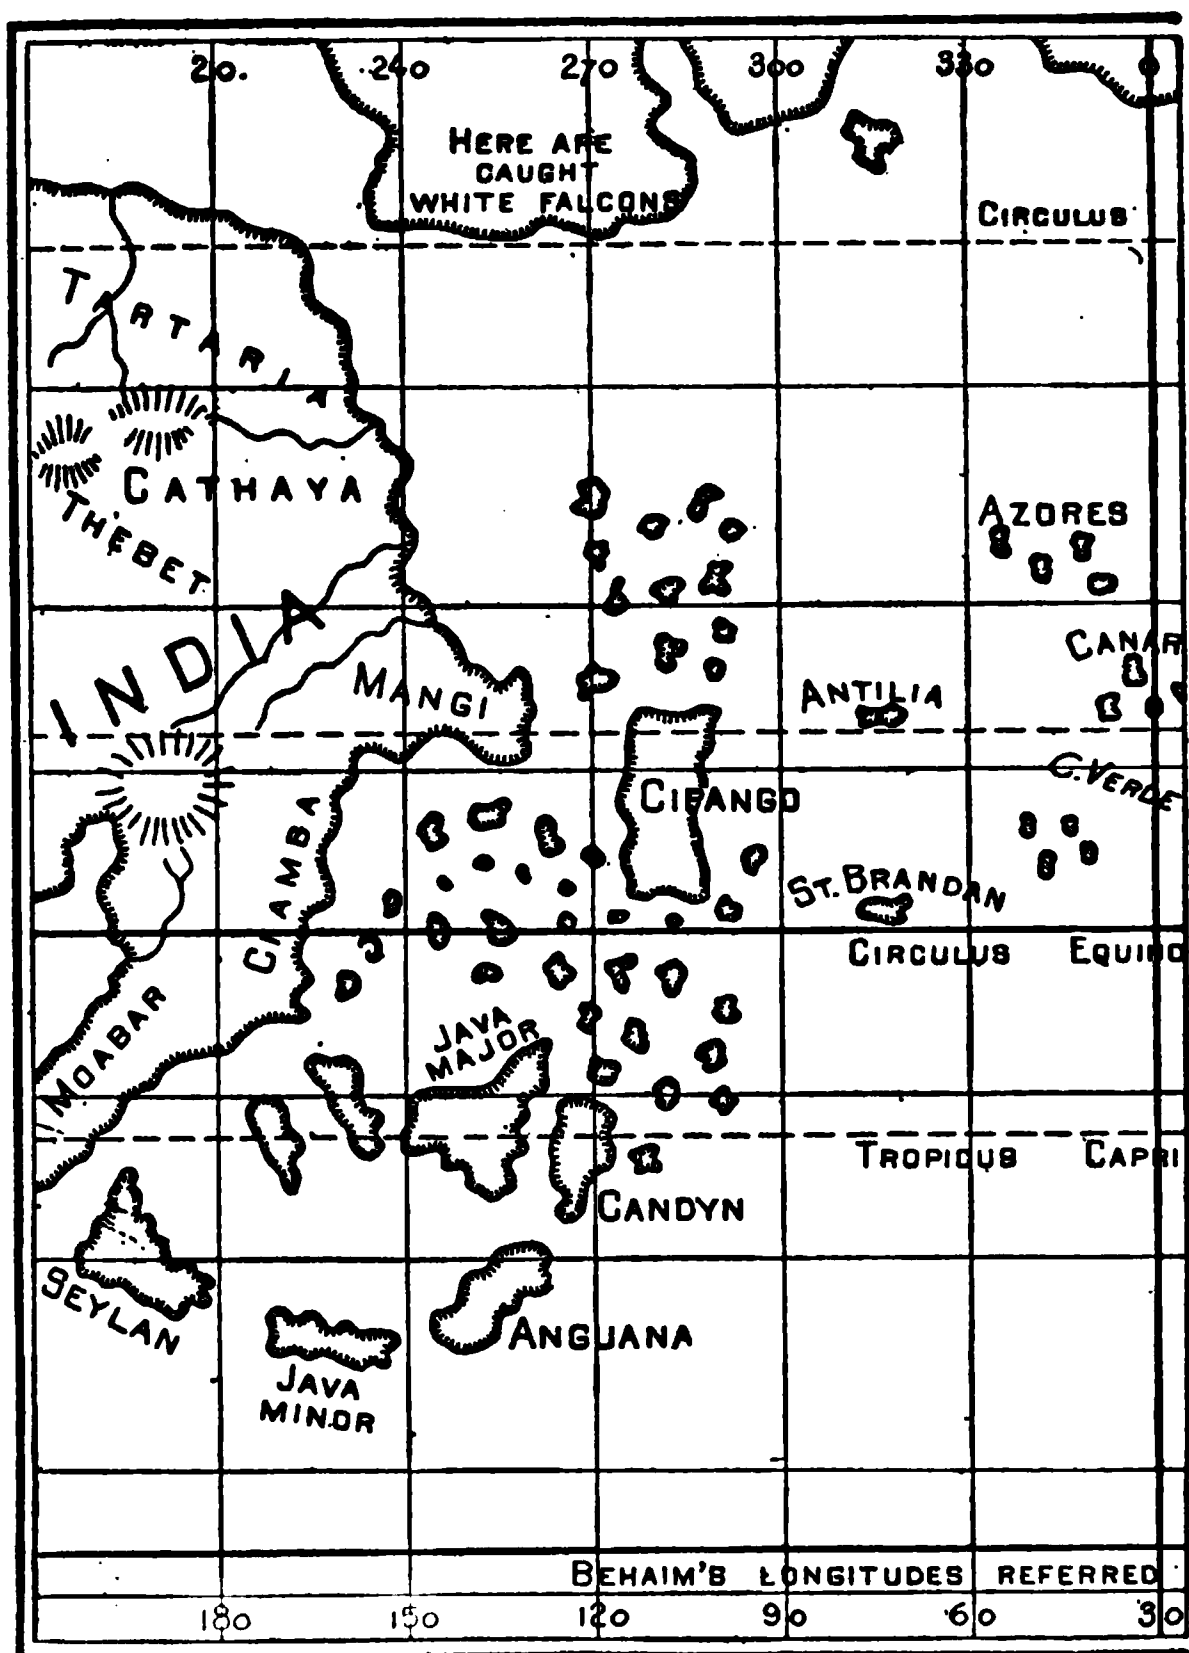 20. 240 270 300 330 0
HERE ARE
CAUGHT
WHITE FALCONS
CIRCULUS
TARTARIA
CATHAYA
THEBET
AZORES
INDIA
CANAR
MANGI
ANTILIA
C. VERDE
CIPANGO
CIAMBA
ST. BRANDAN
CIRCULUS EQUINO
MOABAR
JAVA
MAJOR
TROPICUS CAPRI
CANDYN
SEYLAN
ANGUANA
JAVA
MINOR
BEHAIM'S LONGITUDES REFERRED
180 150 120 90 60 30